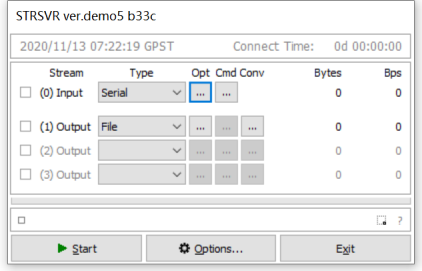 STRSVR ver.demo5 b33c
2020/11/13 07:22:19 GPST Connect Time: 0d 00:00:00
Stream Type Opt Cmd Conv Bytes Bps
(0) Input Serial ... ... 0 0
(1) Output File ... ... ... 0 0
(2) Output ... ... ... 0 0
(3) Output ... ... ... 0 0
?
Start Options... Exit